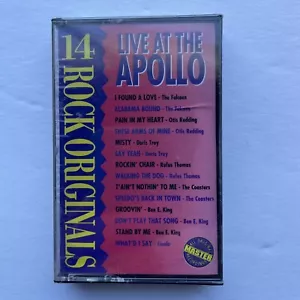 14 ROCK ORIGINALS
LIVE AT THE
APOLLO
I FOUND A LOVE - The Falcons
ALABAMA BOUND - The Falcons
PAIN IN MY HEART - Otis Redding
THESE ARMS OF MINE - Otis Redding
MISTY - Doris Troy
SAY YEAH - Doris Troy
ROCKIN' CHAIR - Rufus Thomas
WALKING THE DOG - Rufus Thomas
T'AIN'T NOTHIN' TO ME - The Coasters
SPEEDO'S BACK IN TOWN - The Coasters
GROOVIN' - Ben E. King
DON'T PLAY THAT SONG - Ben E. King
STAND BY ME - Ben E. King
WHAT'D I SAY -
MASTER